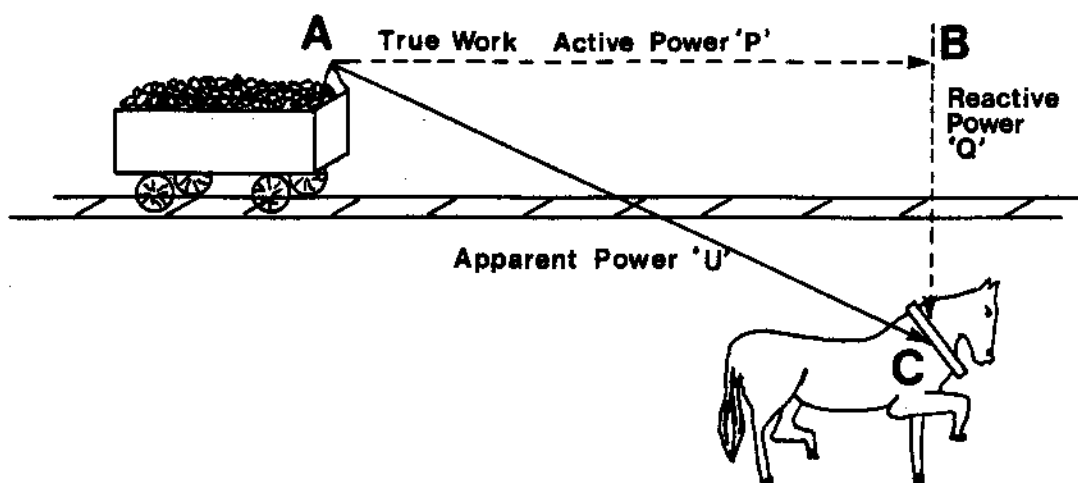 A
True Work Active Power 'P'
B
Reactive
Power
'Q'
Apparent Power 'U'
C